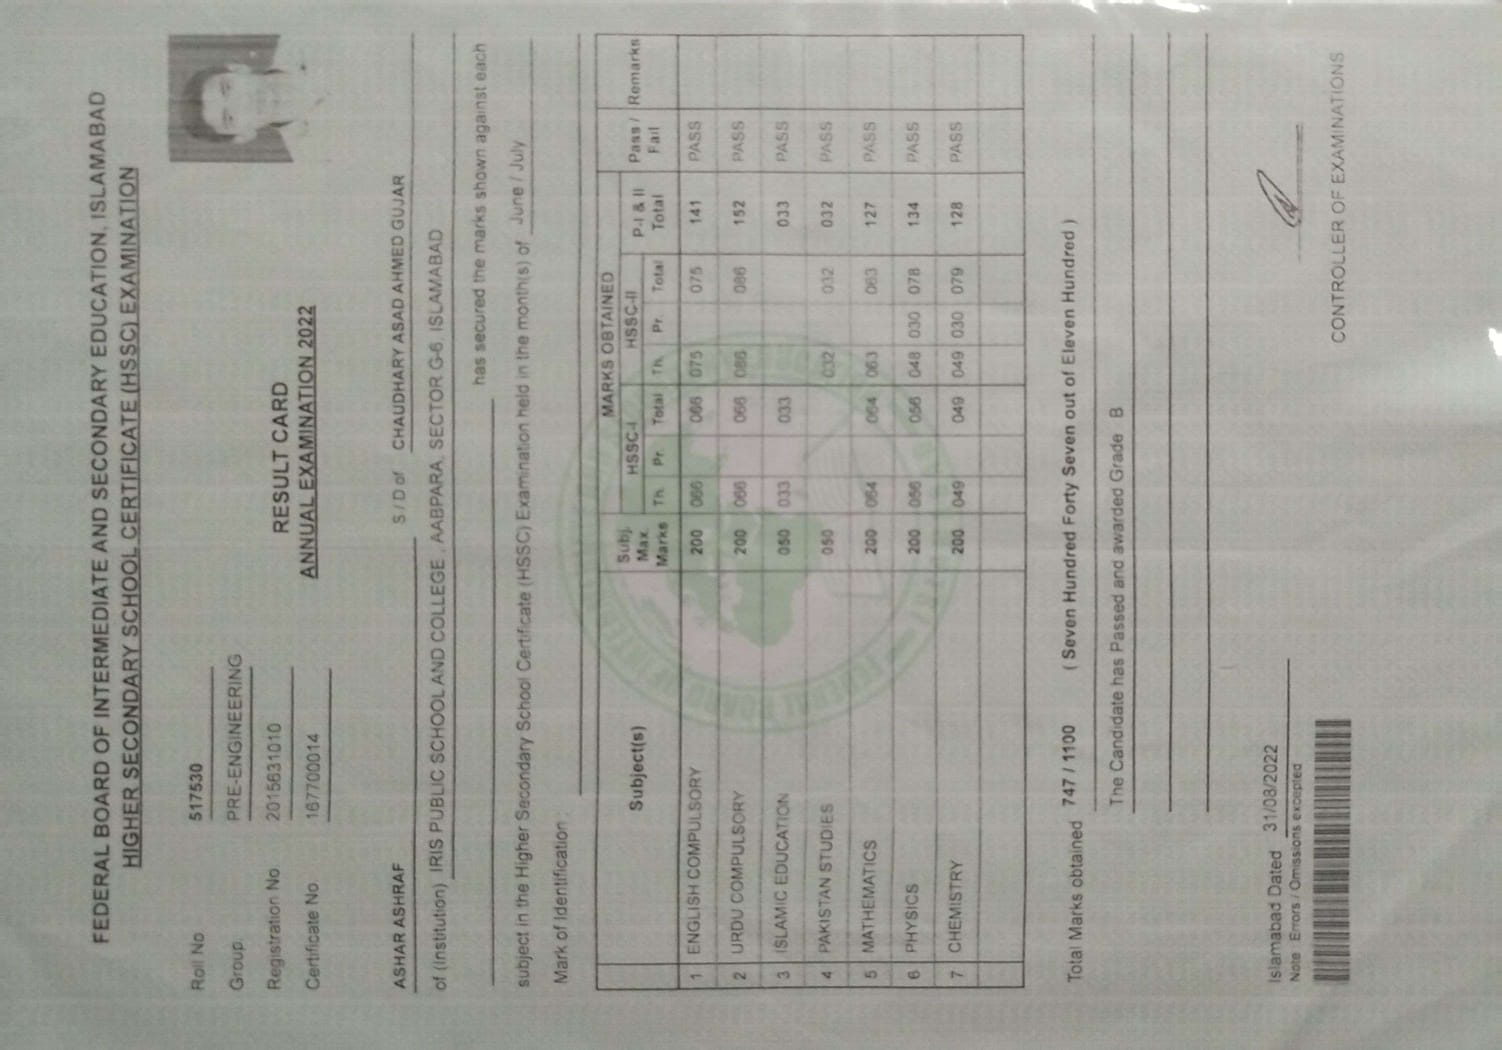 FEDERAL BOARD OF INTERMEDIATE AND SECONDARY EDUCATION, ISLAMABAD
HIGHER SECONDARY SCHOOL CERTIFICATE (HSSC) EXAMINATION
Roll No 517530
Group. PRE-ENGINEERING
Registration No 2015631010
Certificate No. 167700014
RESULT CARD
ANNUAL EXAMINATION 2022
ASHAR ASHRAF S / D of CHAUDHARY ASAD AHMED GUJAR
of (Institution) IRIS PUBLIC SCHOOL AND COLLEGE , AABPARA, SECTOR G-6, ISLAMABAD
has secured the marks shown against each
subject in the Higher Secondary School Certificate (HSSC) Examination held in the month(s) of June / July
Mark of Identification :
Subject(s) Subj. Max. Marks MARKS OBTAINED Pass / Fail Remarks
HSSC-I HSSC-II P-I & II Total
Th. Pr. Total Th. Pr. Total
1 ENGLISH COMPULSORY 200 066 066 075 075 141 PASS
2 URDU COMPULSORY 200 066 066 086 086 152 PASS
3 ISLAMIC EDUCATION 050 033 033 033 PASS
4 PAKISTAN STUDIES 050 032 032 032 PASS
5 MATHEMATICS 200 064 064 063 063 127 PASS
6 PHYSICS 200 056 056 048 030 078 134 PASS
7 CHEMISTRY 200 049 049 049 030 079 128 PASS
Total Marks obtained 747 / 1100 ( Seven Hundred Forty Seven out of Eleven Hundred )
The Candidate has Passed and awarded Grade B
Islamabad Dated 31/08/2022
Note Errors / Omissions excepted
CONTROLLER OF EXAMINATIONS